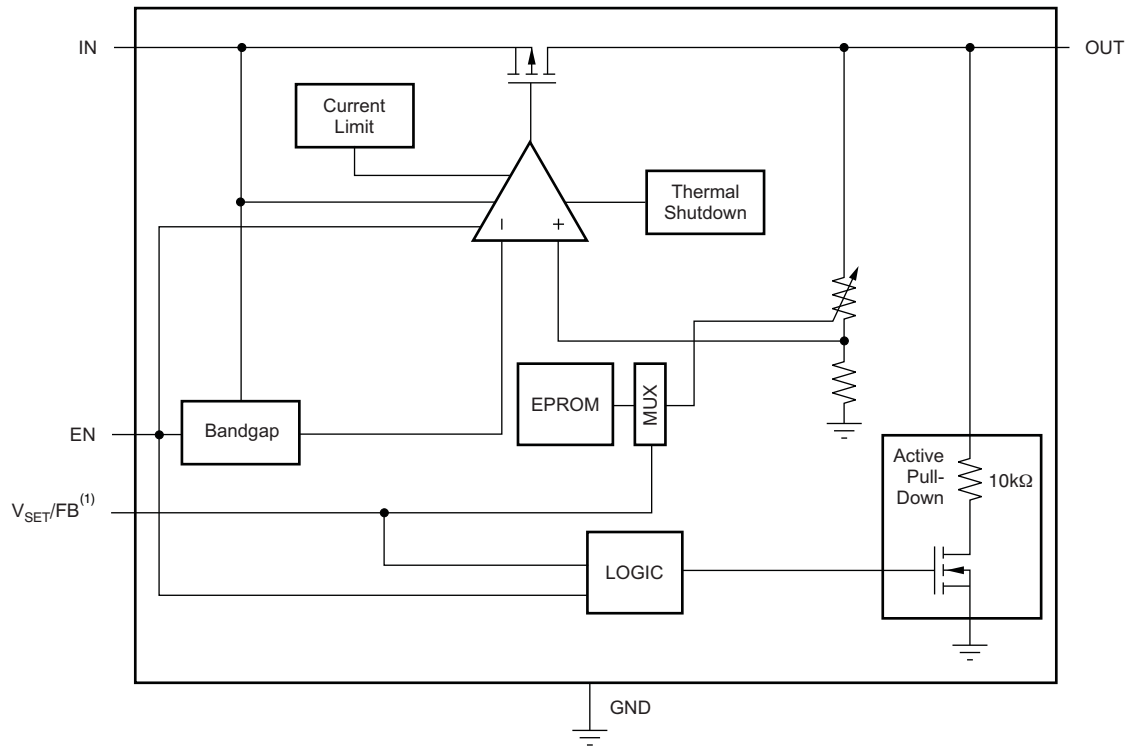 IN
OUT
Current
Limit
Thermal
Shutdown
− +
EPROM
MUX
EN
Bandgap
Active
Pull-
Down
10kΩ
V_SET/FB(1)
LOGIC
GND